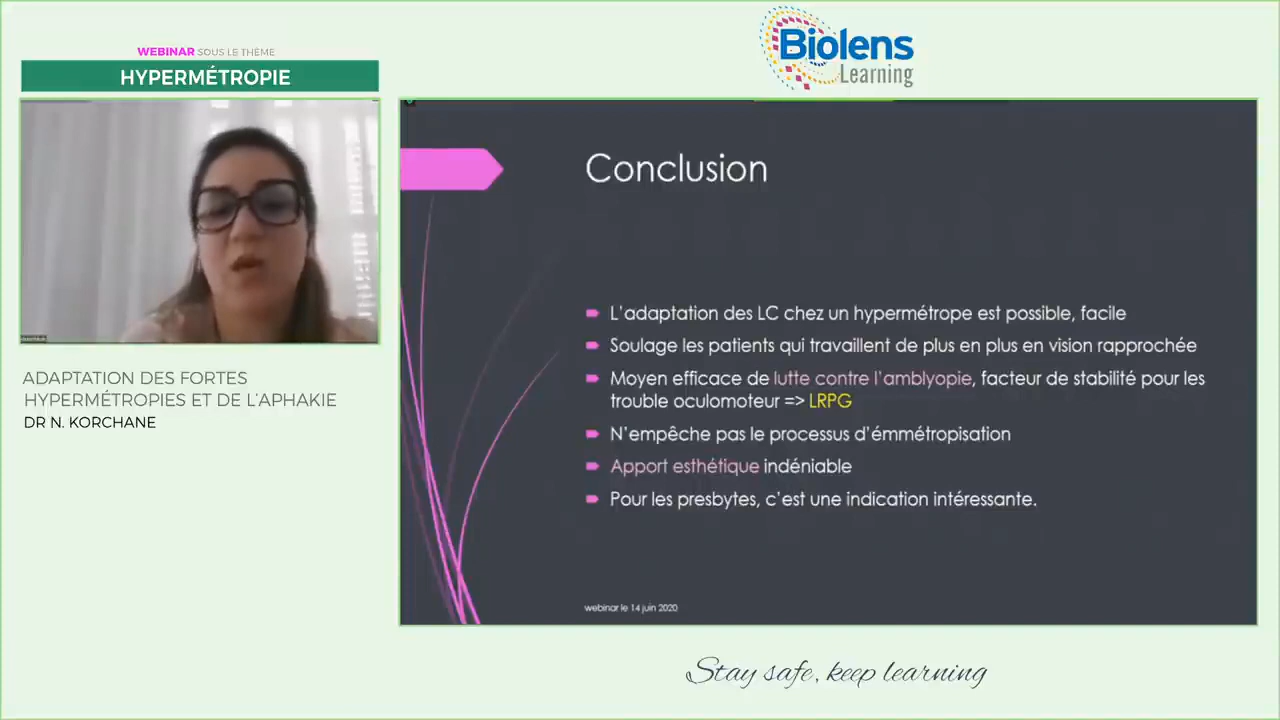 WEBINAR SOUS LE THÈME
HYPERMÉTROPIE
Biolens
Learning
ADAPTATION DES FORTES
HYPERMÉTROPIES ET DE L'APHAKIE
DR N. KORCHANE
Conclusion
L'adaptation des LC chez un hypermétrope est possible, facile
Soulage les patients qui travaillent de plus en plus en vision rapprochée
Moyen efficace de lutte contre l'amblyopie, facteur de stabilité pour les
trouble oculomoteur => LRPG
N'empêche pas le processus d'émmétropisation
Apport esthétique indéniable
Pour les presbytes, c'est une indication intéressante.
webinar le 14 juin 2020
Stay safe, keep learning